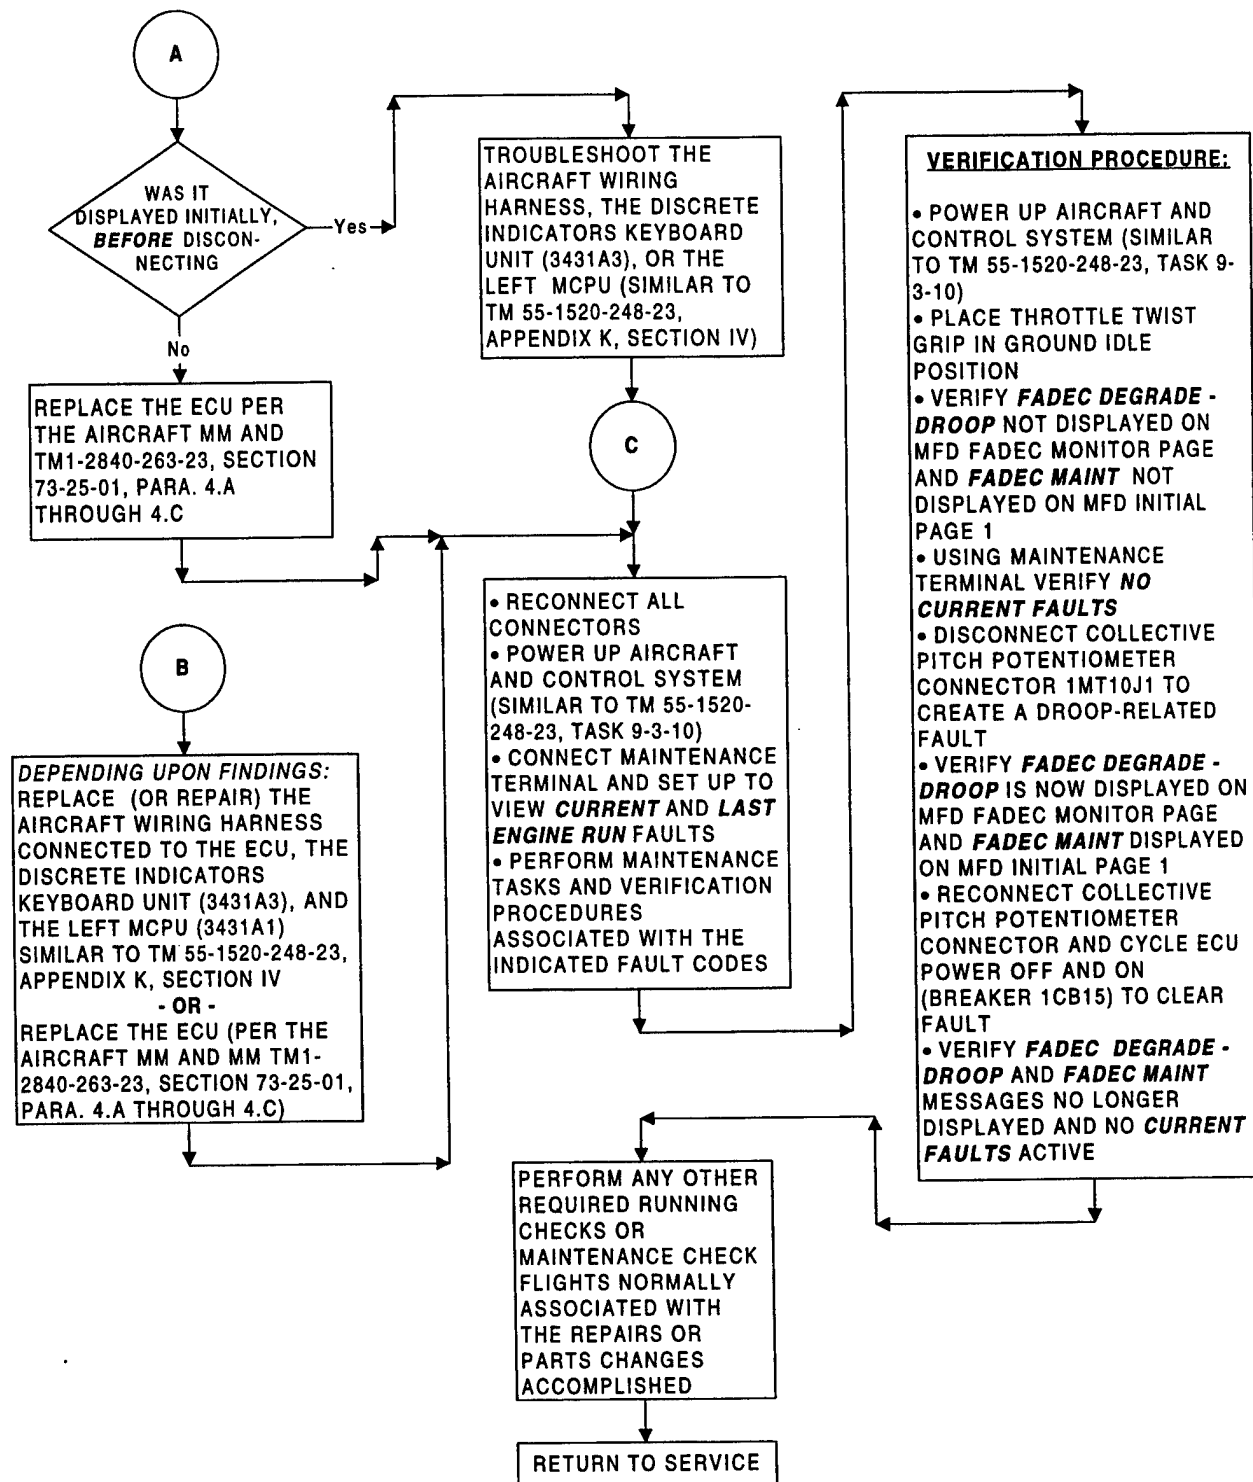 A
WAS IT
DISPLAYED INITIALLY,
BEFORE DISCON-
NECTING
Yes
No
REPLACE THE ECU PER
THE AIRCRAFT MM AND
TM1-2840-263-23, SECTION
73-25-01, PARA. 4.A
THROUGH 4.C
TROUBLESHOOT THE
AIRCRAFT WIRING
HARNESS, THE DISCRETE
INDICATORS KEYBOARD
UNIT (3431A3), OR THE
LEFT MCPU (SIMILAR TO
TM 55-1520-248-23,
APPENDIX K, SECTION IV)
C
B
DEPENDING UPON FINDINGS:
REPLACE (OR REPAIR) THE
AIRCRAFT WIRING HARNESS
CONNECTED TO THE ECU, THE
DISCRETE INDICATORS
KEYBOARD UNIT (3431A3), AND
THE LEFT MCPU (3431A1)
SIMILAR TO TM 55-1520-248-23,
APPENDIX K, SECTION IV
- OR -
REPLACE THE ECU (PER THE
AIRCRAFT MM AND MM TM1-
2840-263-23, SECTION 73-25-01,
PARA. 4.A THROUGH 4.C)
• RECONNECT ALL
CONNECTORS
• POWER UP AIRCRAFT
AND CONTROL SYSTEM
(SIMILAR TO TM 55-1520-
248-23, TASK 9-3-10)
• CONNECT MAINTENANCE
TERMINAL AND SET UP TO
VIEW CURRENT AND LAST
ENGINE RUN FAULTS
• PERFORM MAINTENANCE
TASKS AND VERIFICATION
PROCEDURES
ASSOCIATED WITH THE
INDICATED FAULT CODES
VERIFICATION PROCEDURE:
• POWER UP AIRCRAFT AND
CONTROL SYSTEM (SIMILAR
TO TM 55-1520-248-23, TASK 9-
3-10)
• PLACE THROTTLE TWIST
GRIP IN GROUND IDLE
POSITION
• VERIFY FADEC DEGRADE -
DROOP NOT DISPLAYED ON
MFD FADEC MONITOR PAGE
AND FADEC MAINT NOT
DISPLAYED ON MFD INITIAL
PAGE 1
• USING MAINTENANCE
TERMINAL VERIFY NO
CURRENT FAULTS
• DISCONNECT COLLECTIVE
PITCH POTENTIOMETER
CONNECTOR 1MT10J1 TO
CREATE A DROOP-RELATED
FAULT
• VERIFY FADEC DEGRADE -
DROOP IS NOW DISPLAYED ON
MFD FADEC MONITOR PAGE
AND FADEC MAINT DISPLAYED
ON MFD INITIAL PAGE 1
• RECONNECT COLLECTIVE
PITCH POTENTIOMETER
CONNECTOR AND CYCLE ECU
POWER OFF AND ON
(BREAKER 1CB15) TO CLEAR
FAULT
• VERIFY FADEC DEGRADE -
DROOP AND FADEC MAINT
MESSAGES NO LONGER
DISPLAYED AND NO CURRENT
FAULTS ACTIVE
PERFORM ANY OTHER
REQUIRED RUNNING
CHECKS OR
MAINTENANCE CHECK
FLIGHTS NORMALLY
ASSOCIATED WITH
THE REPAIRS OR
PARTS CHANGES
ACCOMPLISHED
RETURN TO SERVICE